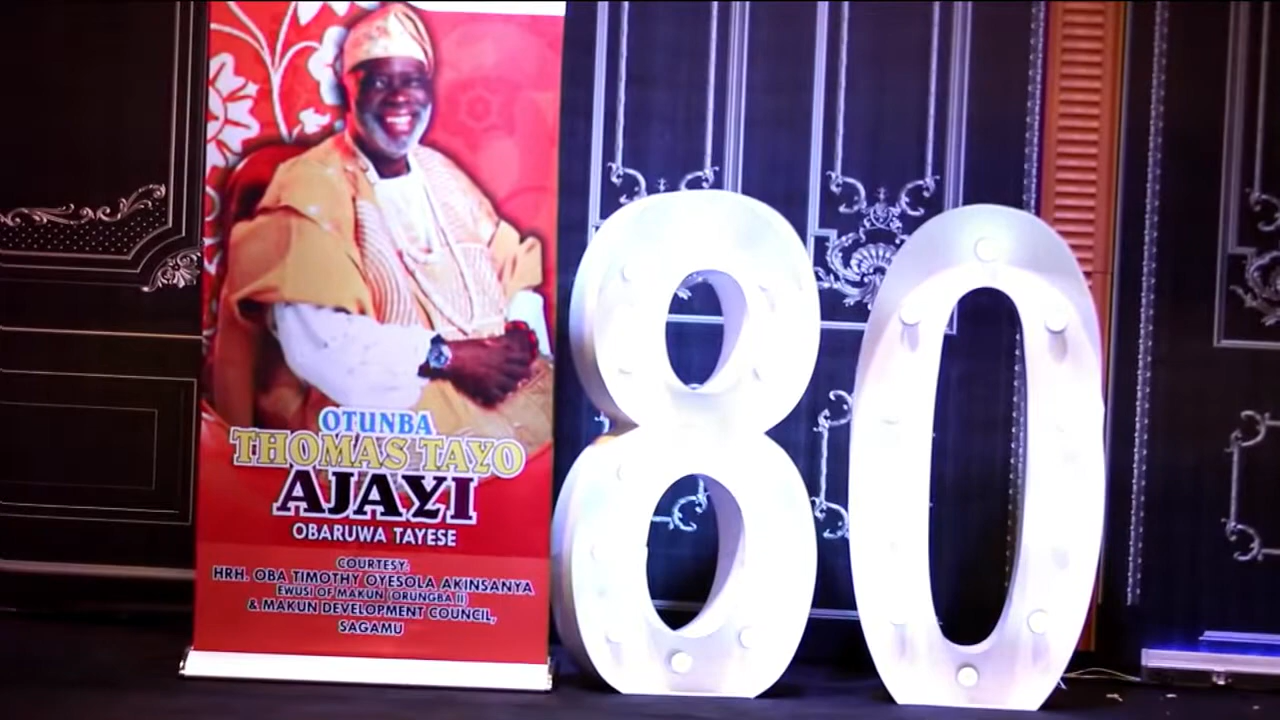 OTUNBA
THOMAS TAYO
AJAYI
OBARUWA TAYESE
COURTESY:
HRH. OBA TIMOTHY OYESOLA AKINSANYA
EWUSI OF MAKUN (ORUNGBA II)
& MAKUN DEVELOPMENT COUNCIL,
SAGAMU
80